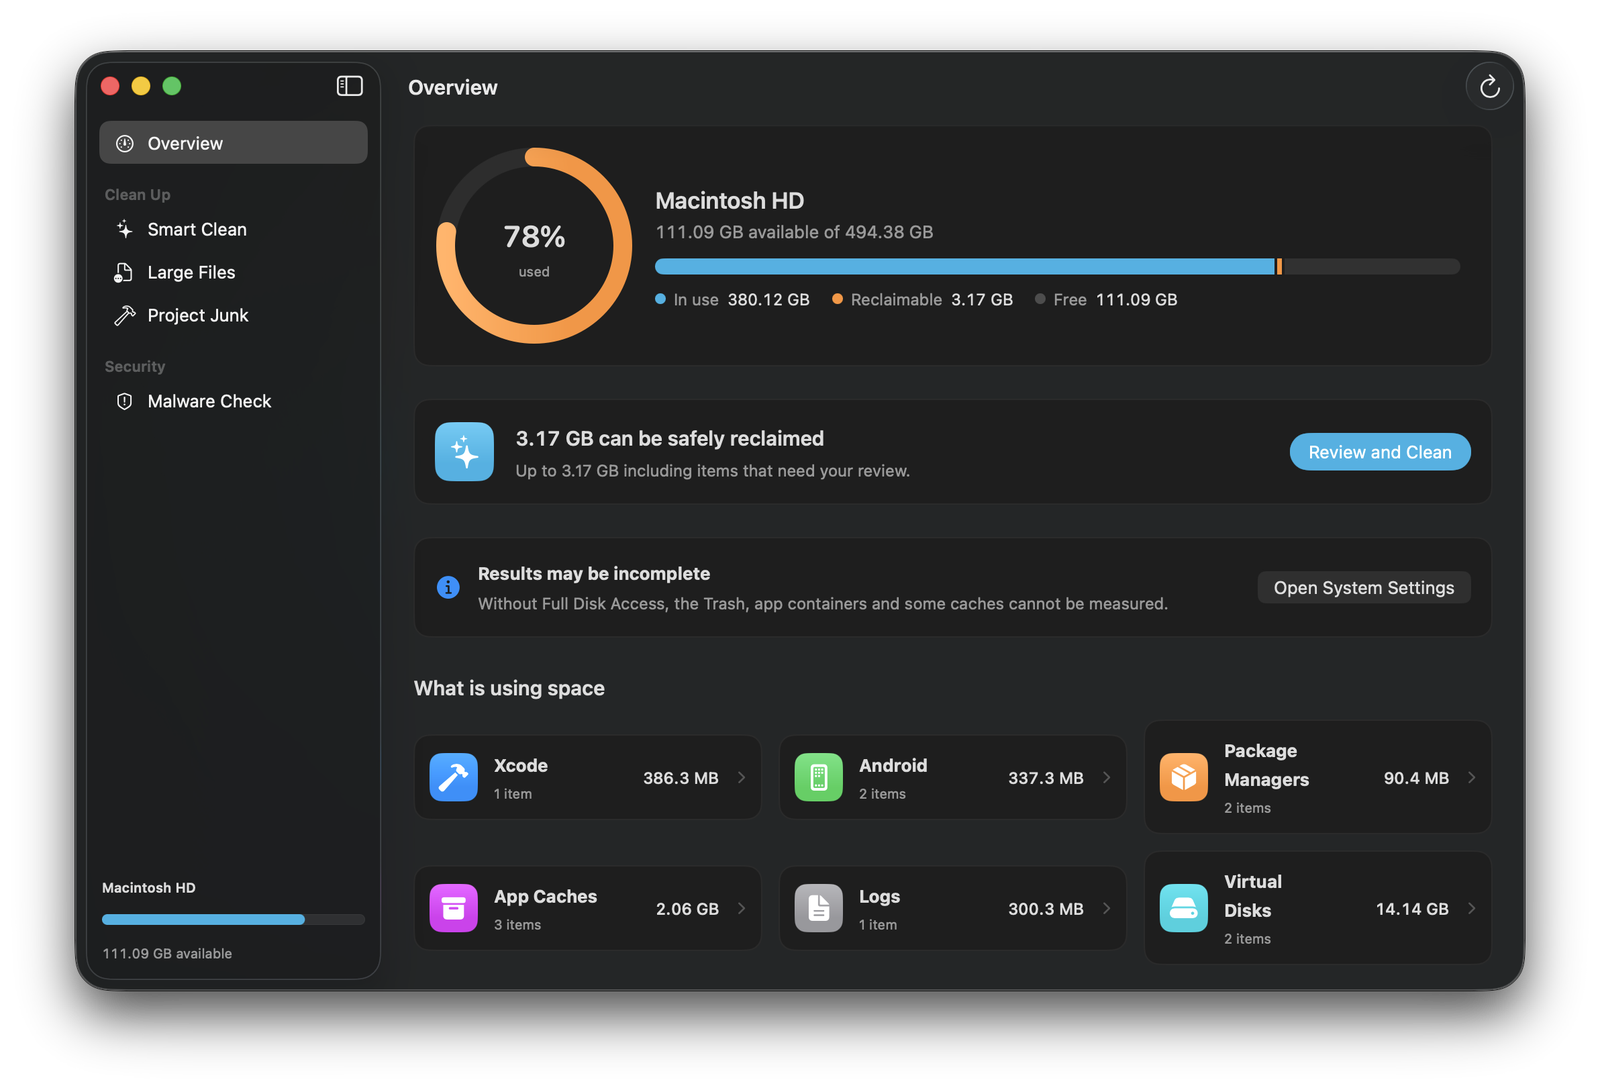 Overview
Clean Up
Smart Clean
Large Files
Project Junk
Security
Malware Check
Macintosh HD
111.09 GB available
Overview
78%
used
Macintosh HD
111.09 GB available of 494.38 GB
In use 380.12 GB Reclaimable 3.17 GB Free 111.09 GB
3.17 GB can be safely reclaimed
Up to 3.17 GB including items that need your review.
Review and Clean
Results may be incomplete
Without Full Disk Access, the Trash, app containers and some caches cannot be measured.
Open System Settings
What is using space
Xcode
1 item
386.3 MB
Android
2 items
337.3 MB
Package
Managers
2 items
90.4 MB
App Caches
3 items
2.06 GB
Logs
1 item
300.3 MB
Virtual
Disks
2 items
14.14 GB